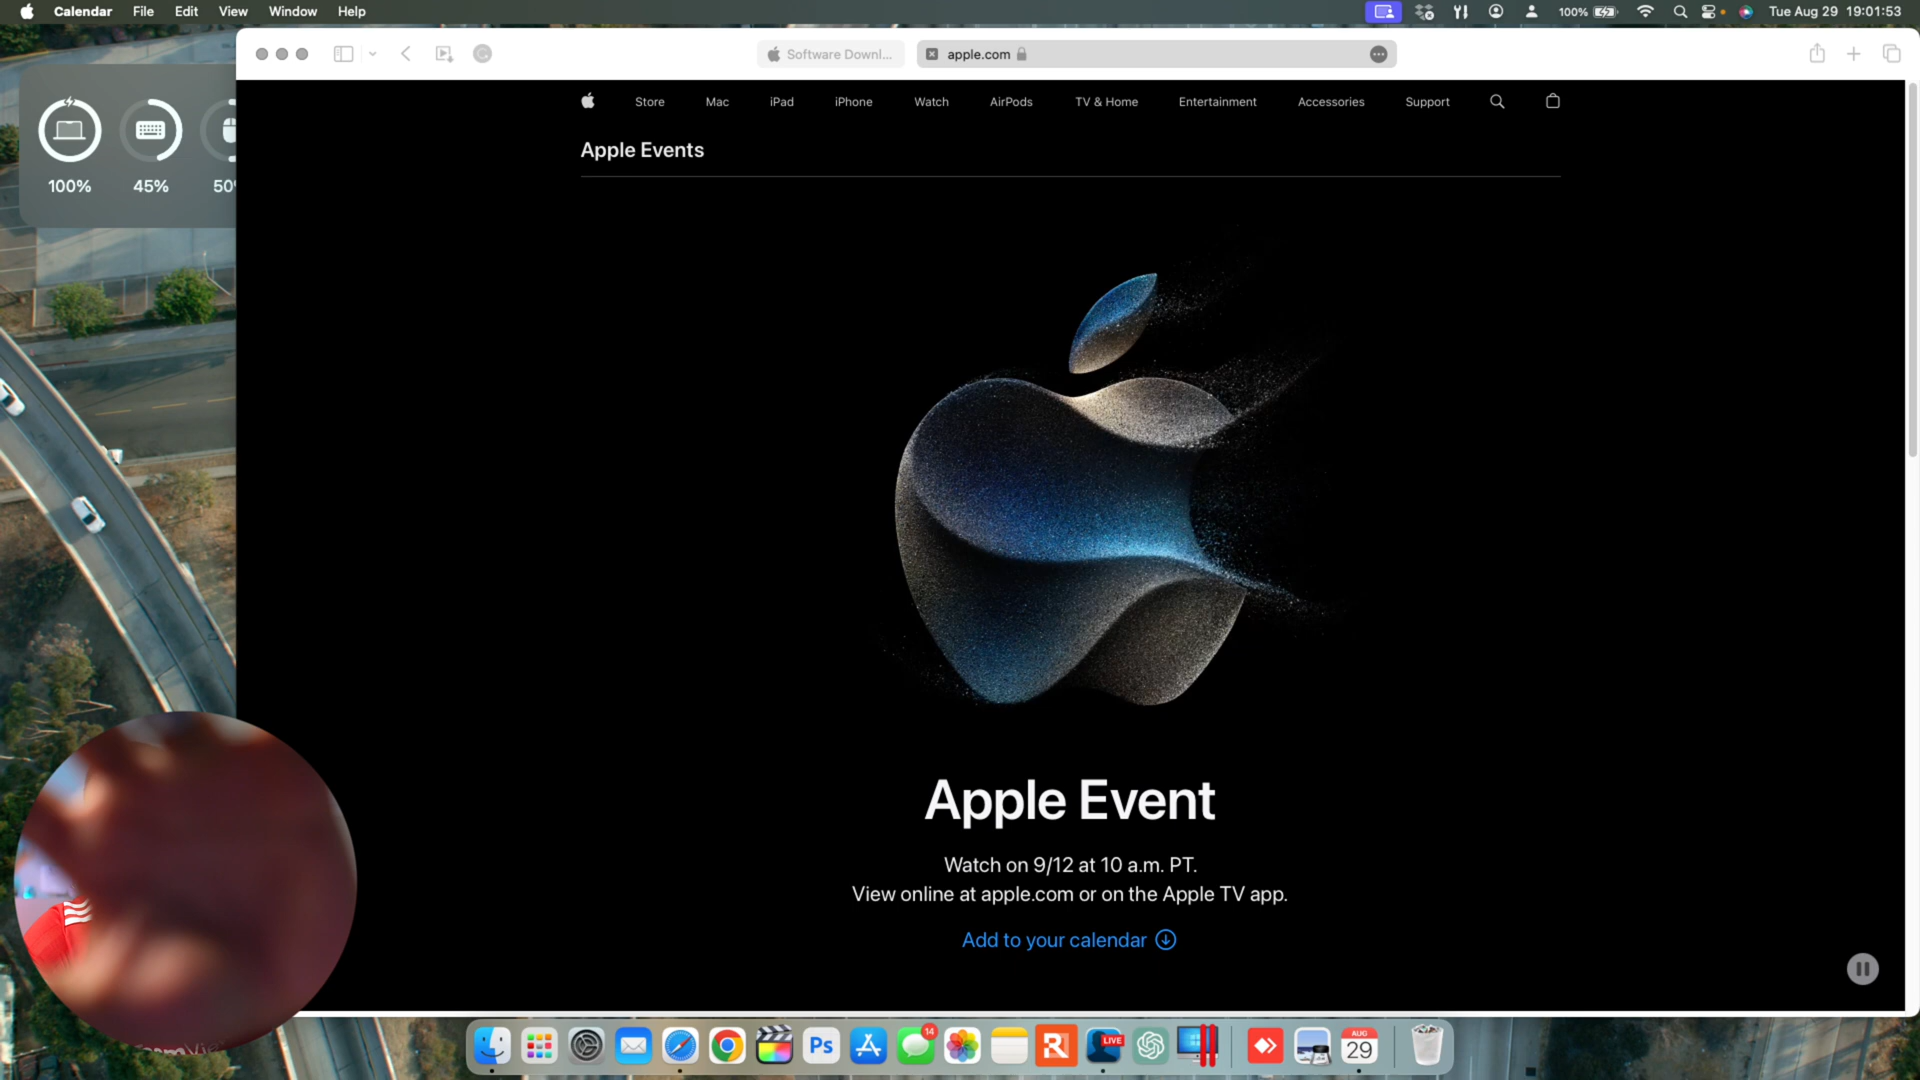 Calendar File Edit View Window Help 100% Tue Aug 29 19:01:53
Software Downl... apple.com
Store Mac iPad iPhone Watch AirPods TV & Home Entertainment Accessories Support
Apple Events
100% 45% 50
Apple Event
Watch on 9/12 at 10 a.m. PT.
View online at apple.com or on the Apple TV app.
Add to your calendar
Ps 14 R LIVE AUG
29